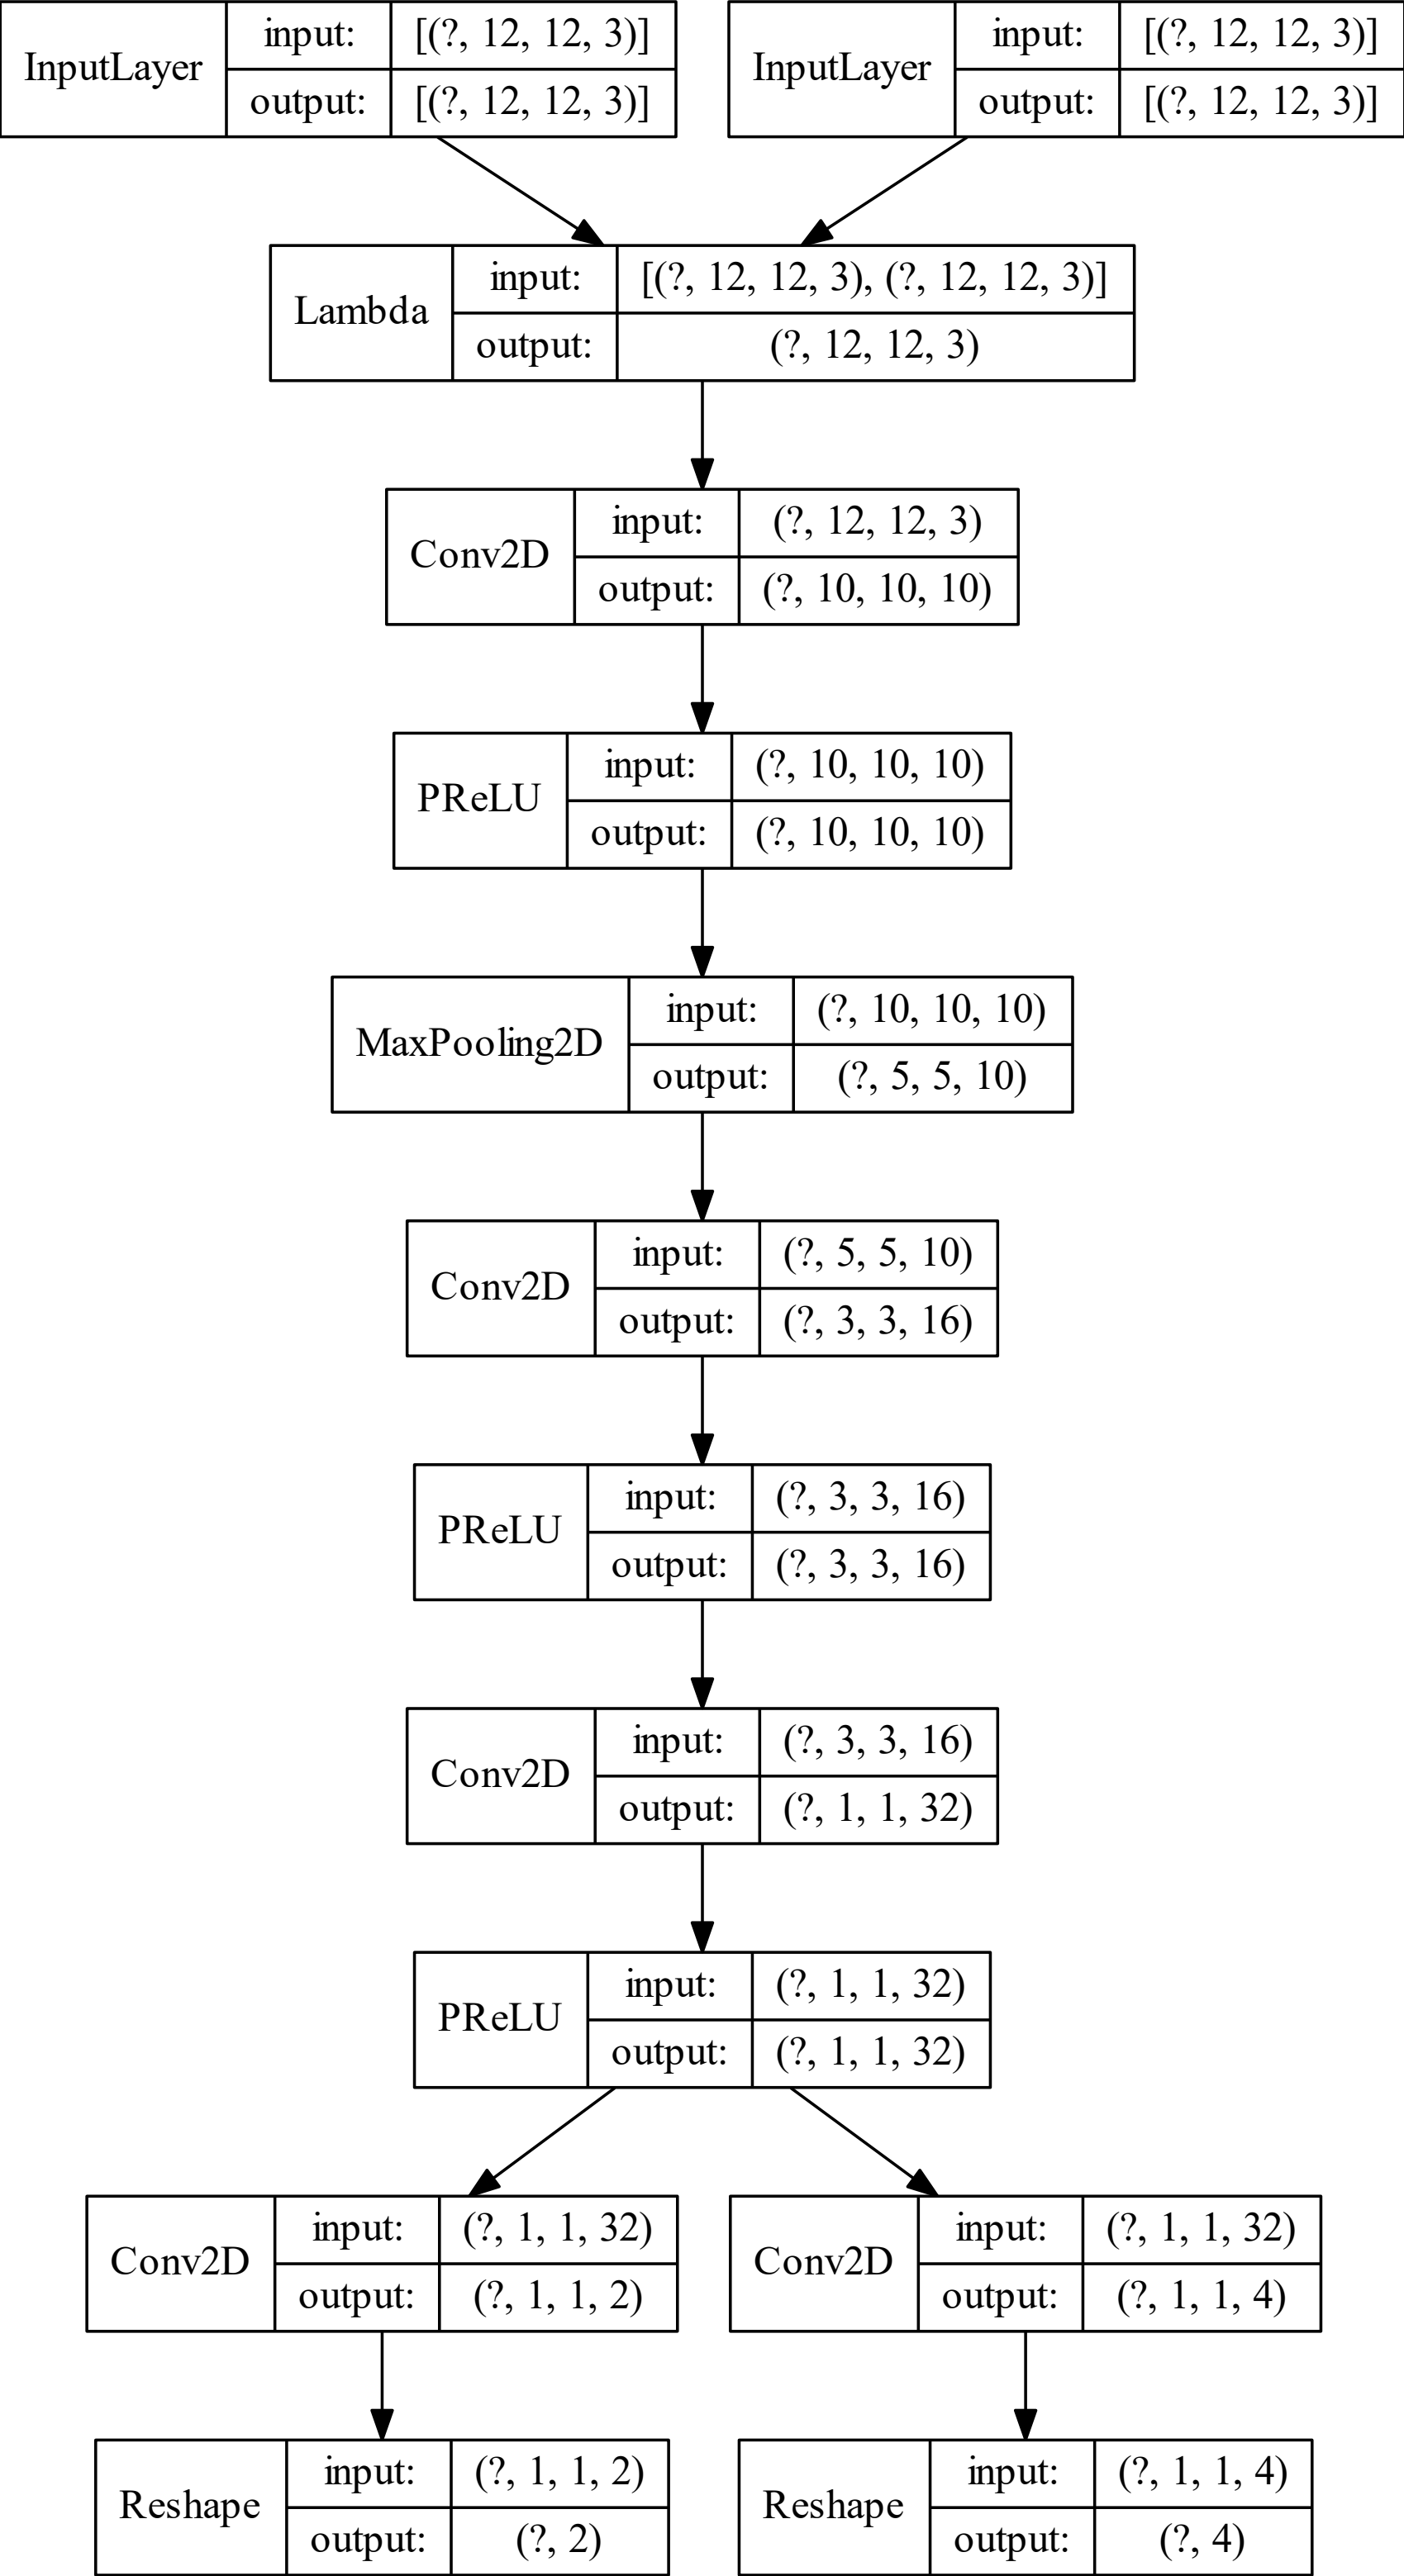 InputLayer
input: [(?, 12, 12, 3)]
output: [(?, 12, 12, 3)]
InputLayer
input: [(?, 12, 12, 3)]
output: [(?, 12, 12, 3)]
Lambda
input: [(?, 12, 12, 3), (?, 12, 12, 3)]
output: (?, 12, 12, 3)
Conv2D
input: (?, 12, 12, 3)
output: (?, 10, 10, 10)
PReLU
input: (?, 10, 10, 10)
output: (?, 10, 10, 10)
MaxPooling2D
input: (?, 10, 10, 10)
output: (?, 5, 5, 10)
Conv2D
input: (?, 5, 5, 10)
output: (?, 3, 3, 16)
PReLU
input: (?, 3, 3, 16)
output: (?, 3, 3, 16)
Conv2D
input: (?, 3, 3, 16)
output: (?, 1, 1, 32)
PReLU
input: (?, 1, 1, 32)
output: (?, 1, 1, 32)
Conv2D
input: (?, 1, 1, 32)
output: (?, 1, 1, 2)
Conv2D
input: (?, 1, 1, 32)
output: (?, 1, 1, 4)
Reshape
input: (?, 1, 1, 2)
output: (?, 2)
Reshape
input: (?, 1, 1, 4)
output: (?, 4)